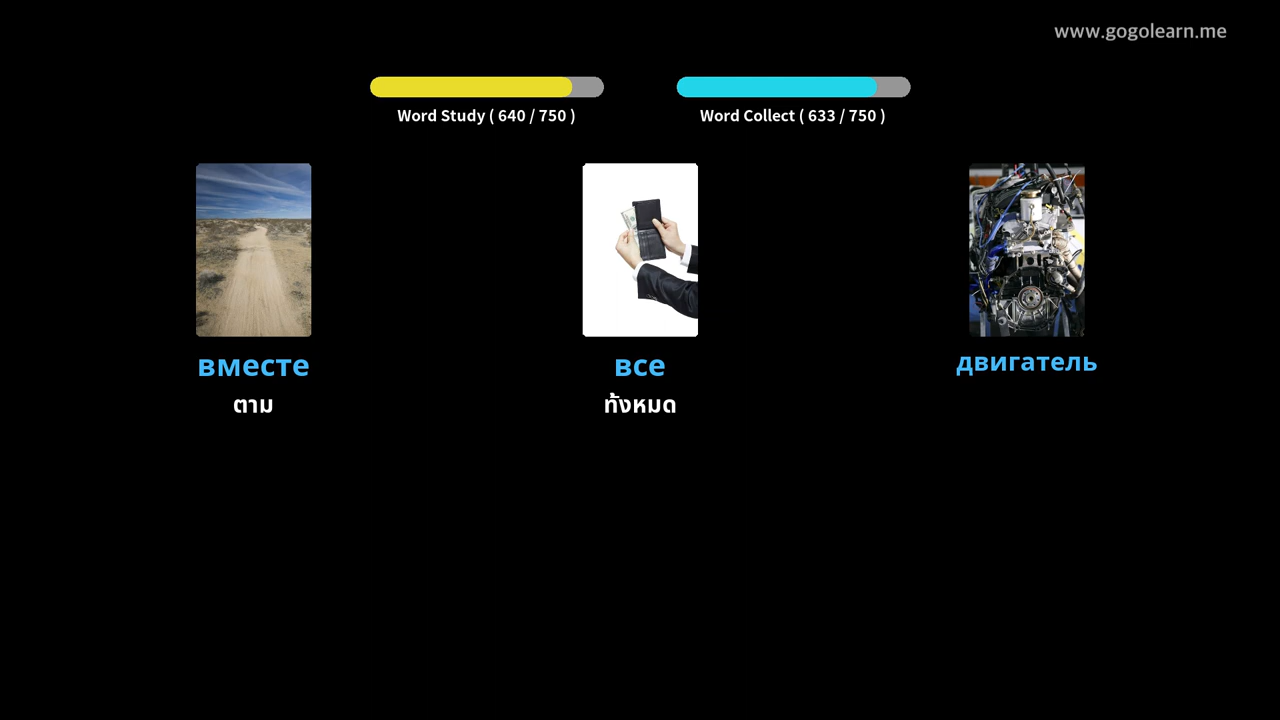 www.gogolearn.me
Word Study ( 640 / 750 )
Word Collect ( 633 / 750 )
вместе
все
двигатель
ตาม
ทั้งหมด